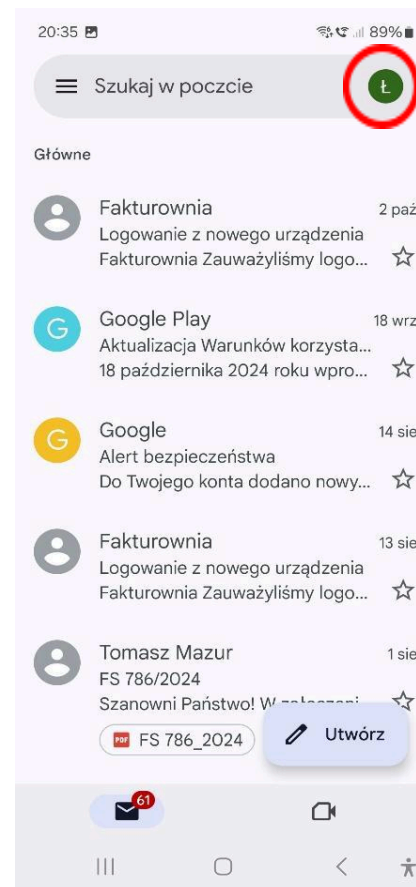 20:35
89%
Szukaj w poczcie
Ł
Główne
Fakturownia
2 paź
Logowanie z nowego urządzenia
Fakturownia Zauważyliśmy logo...
G
Google Play
18 wrz
Aktualizacja Warunków korzysta...
18 października 2024 roku wpro...
G
Google
14 sie
Alert bezpieczeństwa
Do Twojego konta dodano nowy...
Fakturownia
13 sie
Logowanie z nowego urządzenia
Fakturownia Zauważyliśmy logo...
Tomasz Mazur
1 sie
FS 786/2024
Szanowni Państwo! W załączeni
PDF FS 786_2024
Utwórz
61